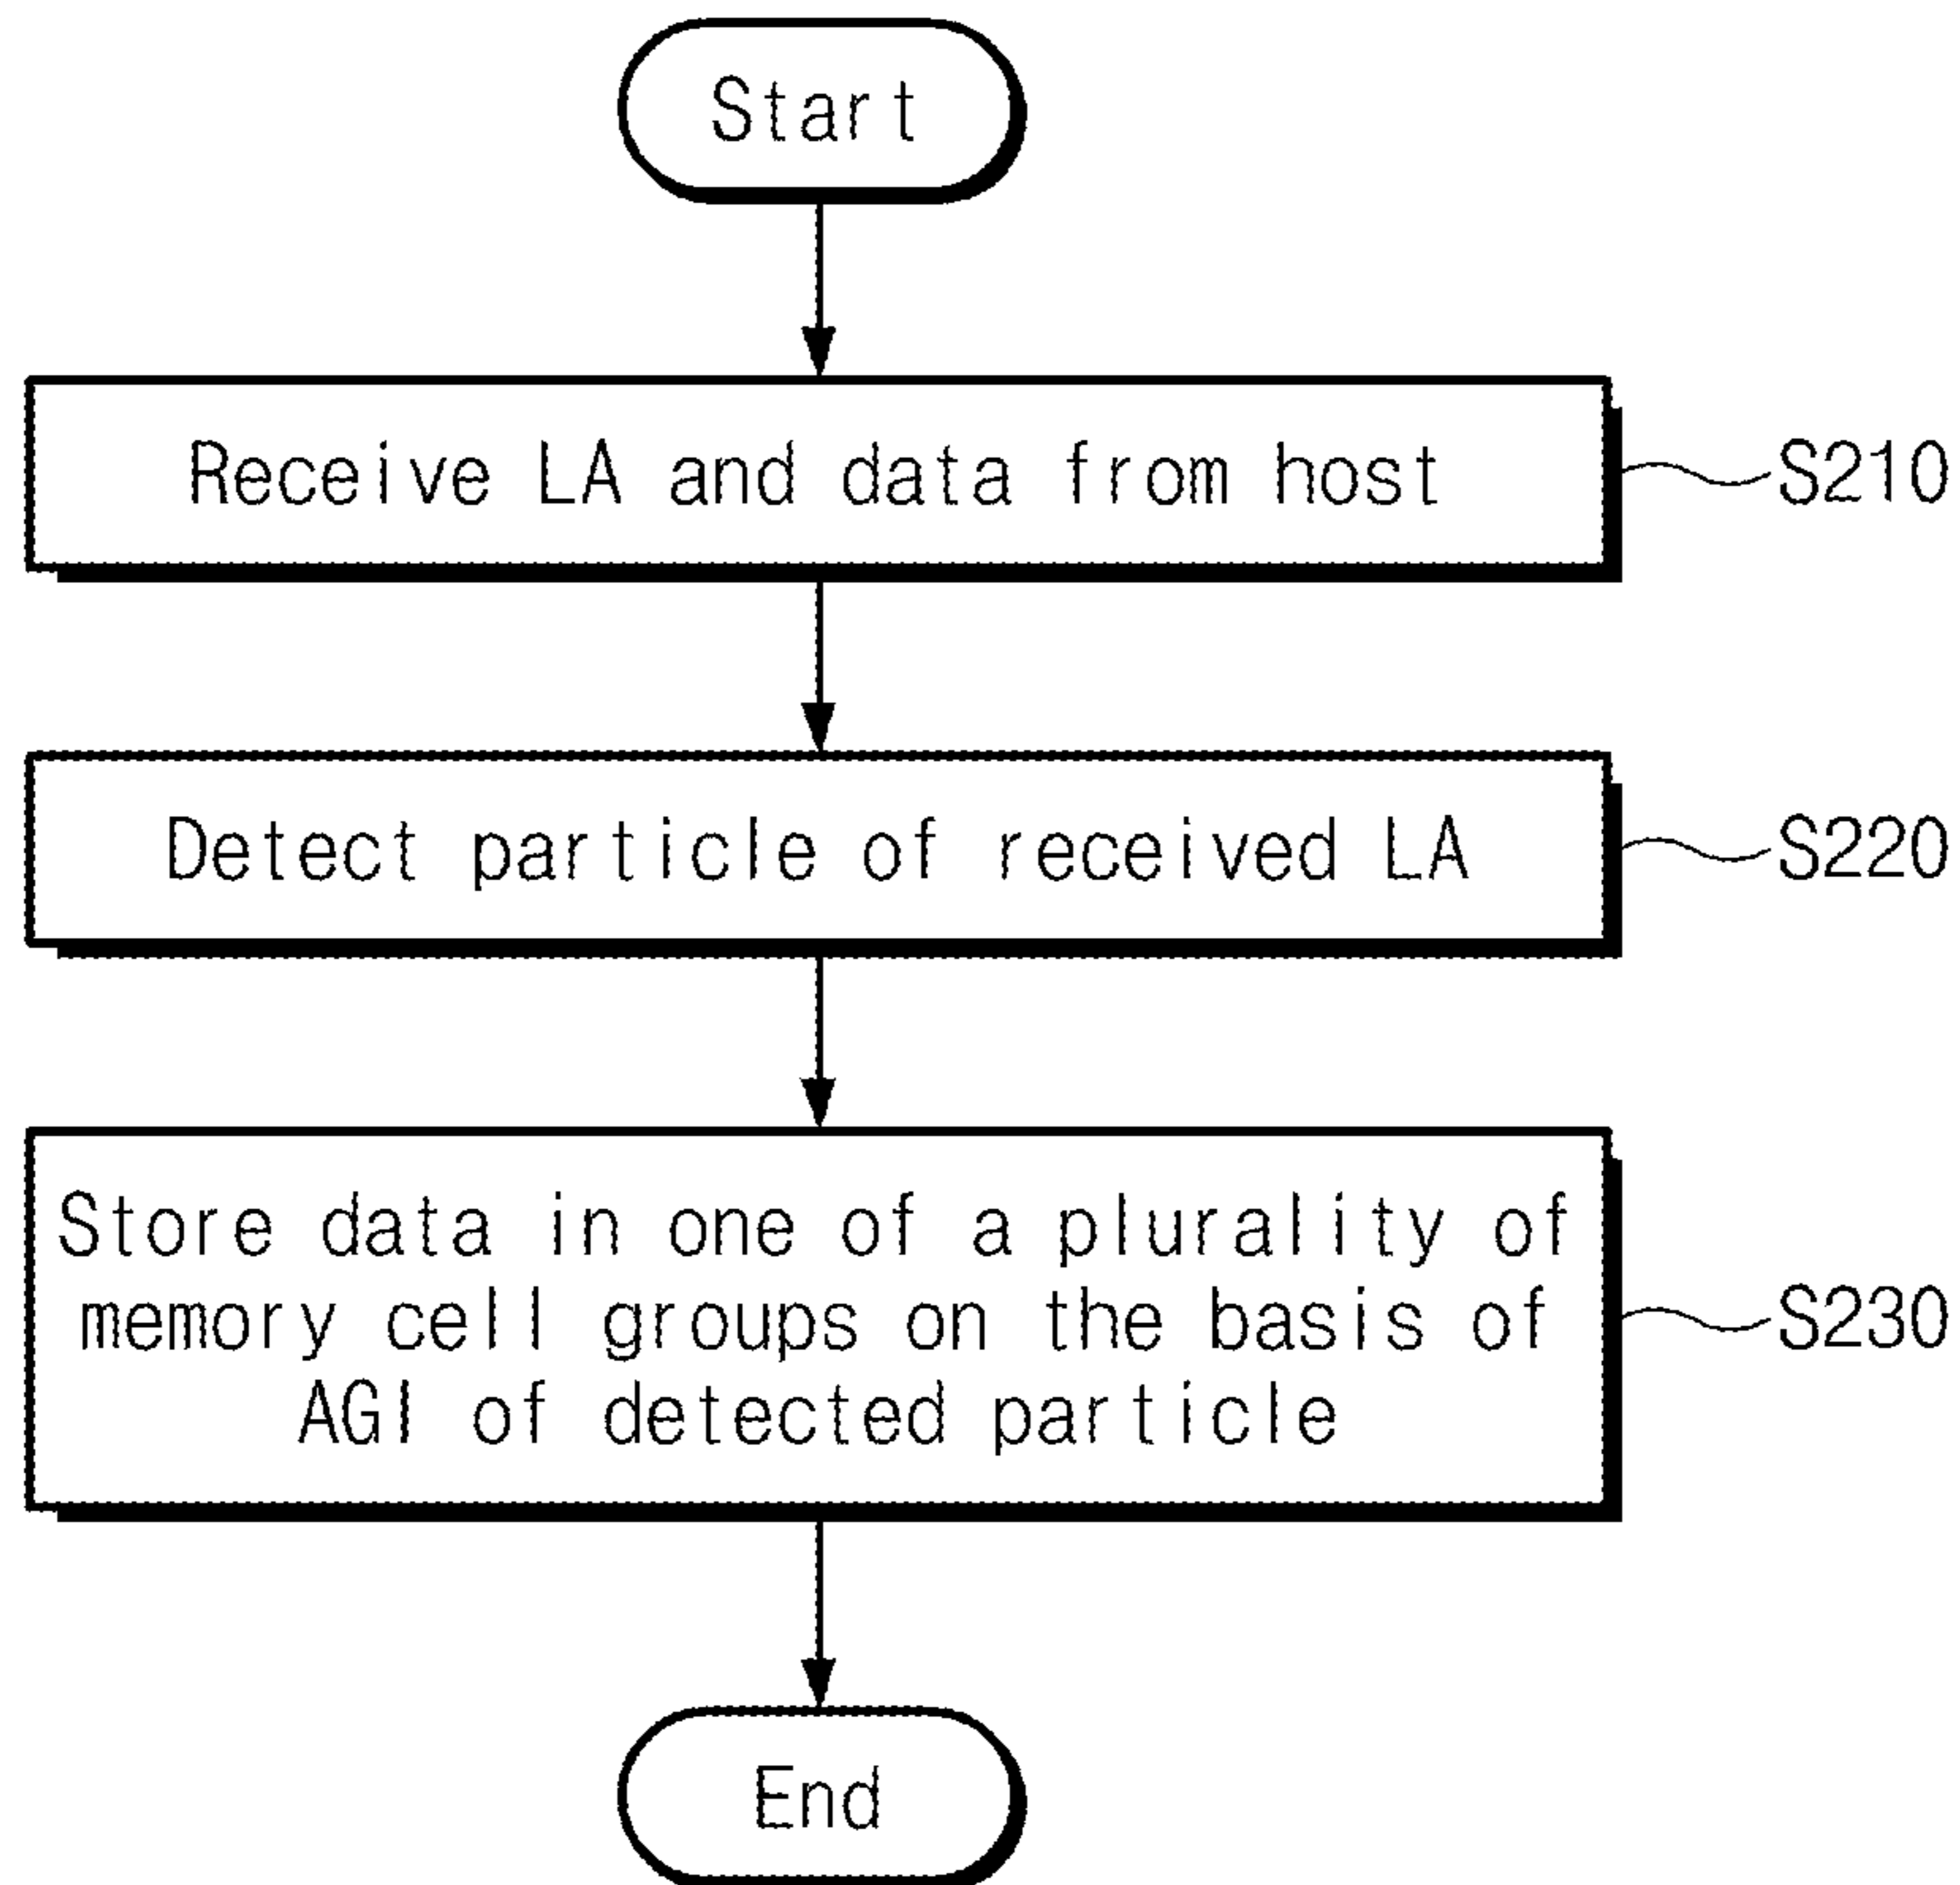 Start
Receive LA and data from host
S210
Detect particle of received LA
S220
Store data in one of a plurality of
memory cell groups on the basis of
AGI of detected particle
S230
End